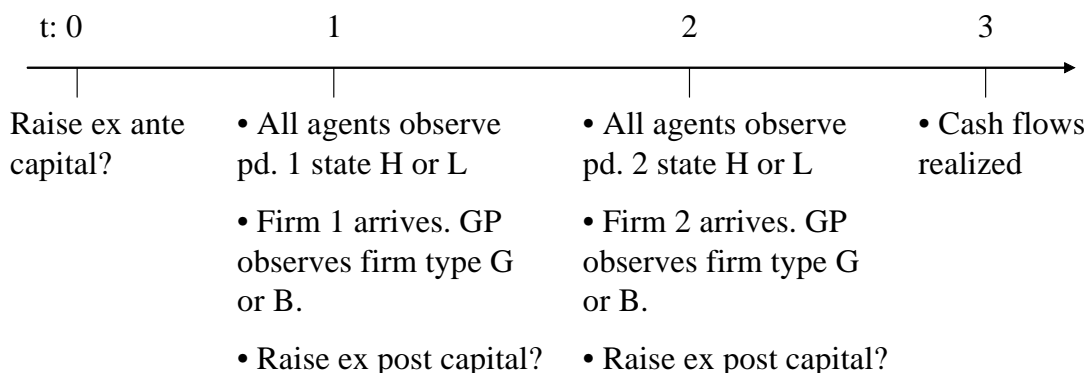 t: 0 1 2 3
Raise ex ante
capital?
• All agents observe
pd. 1 state H or L
• Firm 1 arrives. GP
observes firm type G
or B.
• Raise ex post capital?
• All agents observe
pd. 2 state H or L
• Firm 2 arrives. GP
observes firm type G
or B.
• Raise ex post capital?
• Cash flows
realized